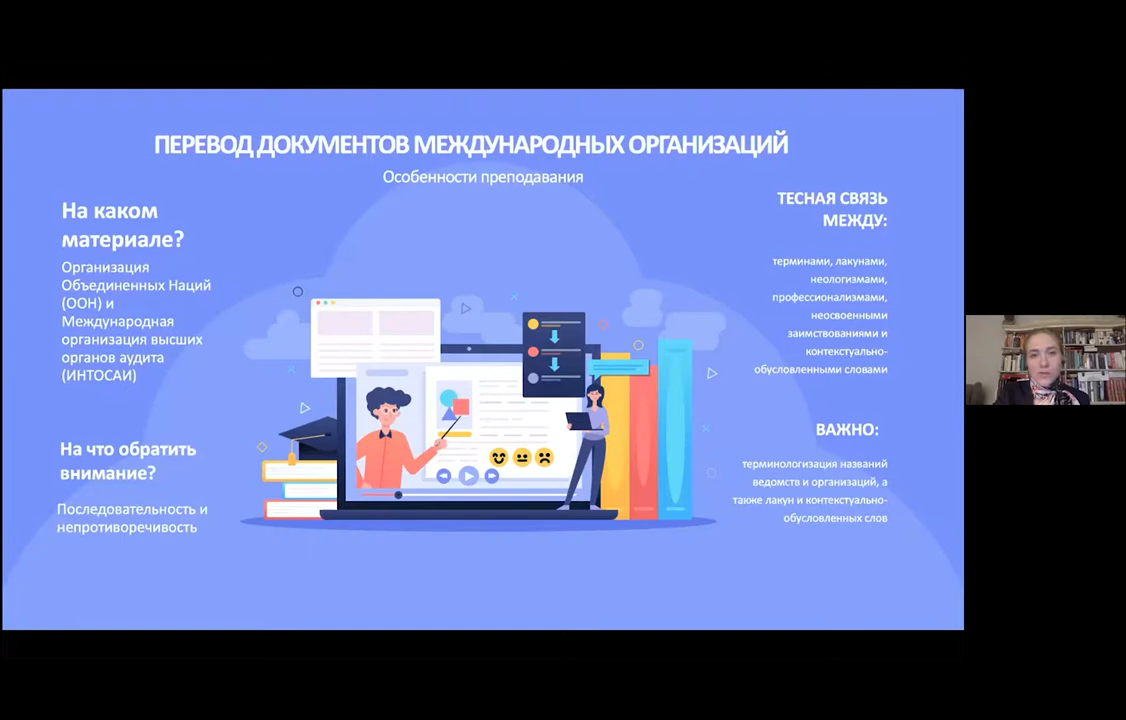 ПЕРЕВОД ДОКУМЕНТОВ МЕЖДУНАРОДНЫХ ОРГАНИЗАЦИЙ
Особенности преподавания
На каком
материале?
Организация
Объединенных Наций
(ООН) и
Международная
организация высших
органов аудита
(ИНТОСАИ)
На что обратить
внимание?
Последовательность и
непротиворечивость
ТЕСНАЯ СВЯЗЬ
МЕЖДУ:
терминами, лакунами,
неологизмами,
профессионализмами,
неосвоенными
заимствованиями и
контекстуально-
обусловленными словами
ВАЖНО:
терминологизация названий
ведомств и организаций, а
также лакун и контекстуально-
обусловленных слов